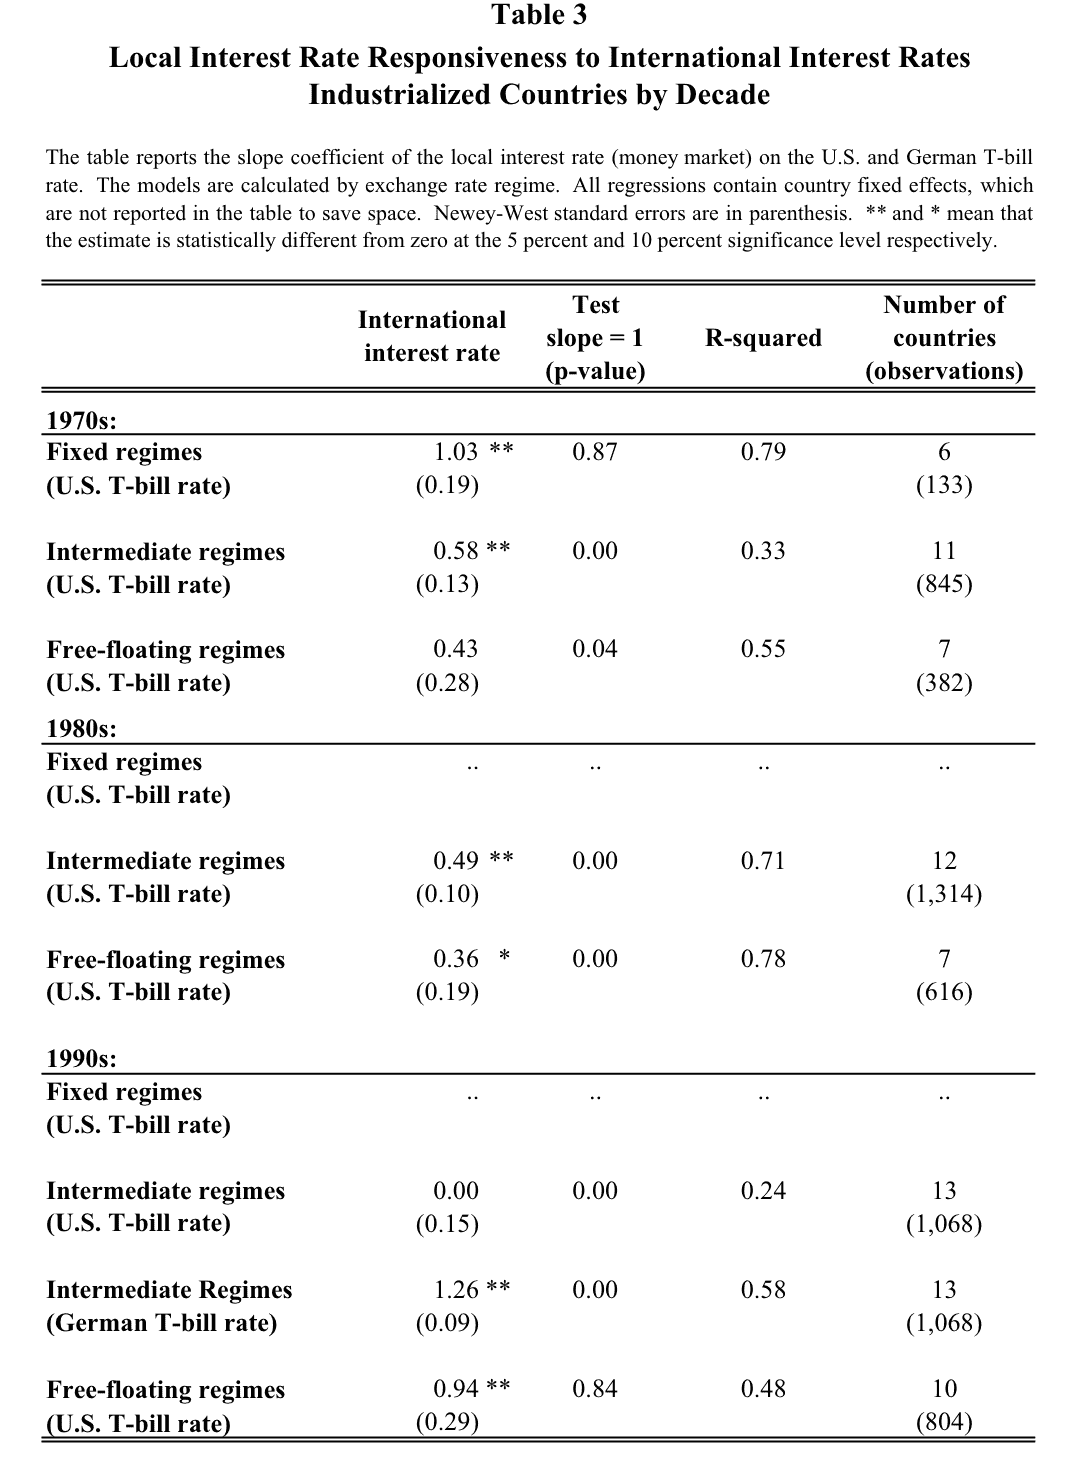 Table 3
Local Interest Rate Responsiveness to International Interest Rates
Industrialized Countries by Decade
The table reports the slope coefficient of the local interest rate (money market) on the U.S. and German T-bill
rate.  The models are calculated by exchange rate regime.  All regressions contain country fixed effects, which
are not reported in the table to save space.  Newey-West standard errors are in parenthesis.  ** and * mean that
the estimate is statistically different from zero at the 5 percent and 10 percent significance level respectively.
International interest rate | Test slope = 1 (p-value) | R-squared | Number of countries (observations)
1970s:
Fixed regimes 1.03 ** 0.87 0.79 6
(U.S. T-bill rate) (0.19) (133)
Intermediate regimes 0.58 ** 0.00 0.33 11
(U.S. T-bill rate) (0.13) (845)
Free-floating regimes 0.43 0.04 0.55 7
(U.S. T-bill rate) (0.28) (382)
1980s:
Fixed regimes .. .. .. ..
(U.S. T-bill rate)
Intermediate regimes 0.49 ** 0.00 0.71 12
(U.S. T-bill rate) (0.10) (1,314)
Free-floating regimes 0.36 * 0.00 0.78 7
(U.S. T-bill rate) (0.19) (616)
1990s:
Fixed regimes .. .. .. ..
(U.S. T-bill rate)
Intermediate regimes 0.00 0.00 0.24 13
(U.S. T-bill rate) (0.15) (1,068)
Intermediate Regimes 1.26 ** 0.00 0.58 13
(German T-bill rate) (0.09) (1,068)
Free-floating regimes 0.94 ** 0.84 0.48 10
(U.S. T-bill rate) (0.29) (804)